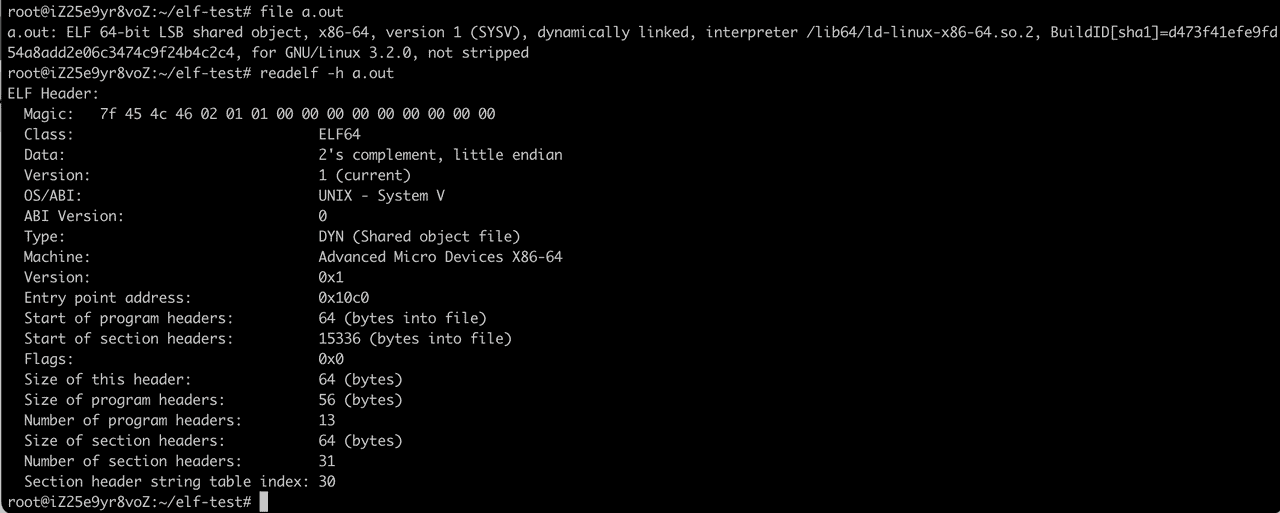 root@iZ25e9yr8voZ:~/elf-test# file a.out
a.out: ELF 64-bit LSB shared object, x86-64, version 1 (SYSV), dynamically linked, interpreter /lib64/ld-linux-x86-64.so.2, BuildID[sha1]=d473f41efe9fd
54a8add2e06c3474c9f24b4c2c4, for GNU/Linux 3.2.0, not stripped
root@iZ25e9yr8voZ:~/elf-test# readelf -h a.out
ELF Header:
  Magic:   7f 45 4c 46 02 01 01 00 00 00 00 00 00 00 00 00
  Class:                             ELF64
  Data:                              2's complement, little endian
  Version:                           1 (current)
  OS/ABI:                            UNIX - System V
  ABI Version:                       0
  Type:                              DYN (Shared object file)
  Machine:                           Advanced Micro Devices X86-64
  Version:                           0x1
  Entry point address:               0x10c0
  Start of program headers:          64 (bytes into file)
  Start of section headers:          15336 (bytes into file)
  Flags:                             0x0
  Size of this header:               64 (bytes)
  Size of program headers:           56 (bytes)
  Number of program headers:         13
  Size of section headers:           64 (bytes)
  Number of section headers:         31
  Section header string table index: 30
root@iZ25e9yr8voZ:~/elf-test#